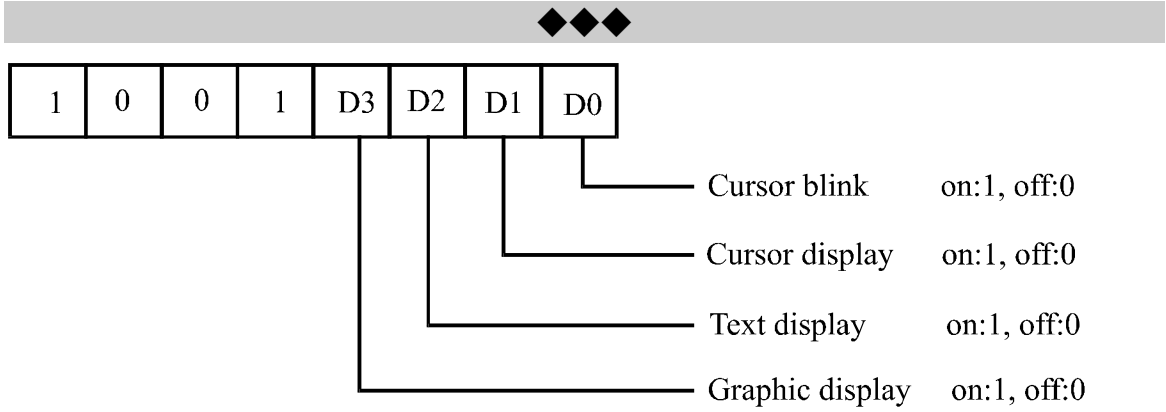 1 0 0 1 D3 D2 D1 D0
Cursor blink on:1, off:0
Cursor display on:1, off:0
Text display on:1, off:0
Graphic display on:1, off:0